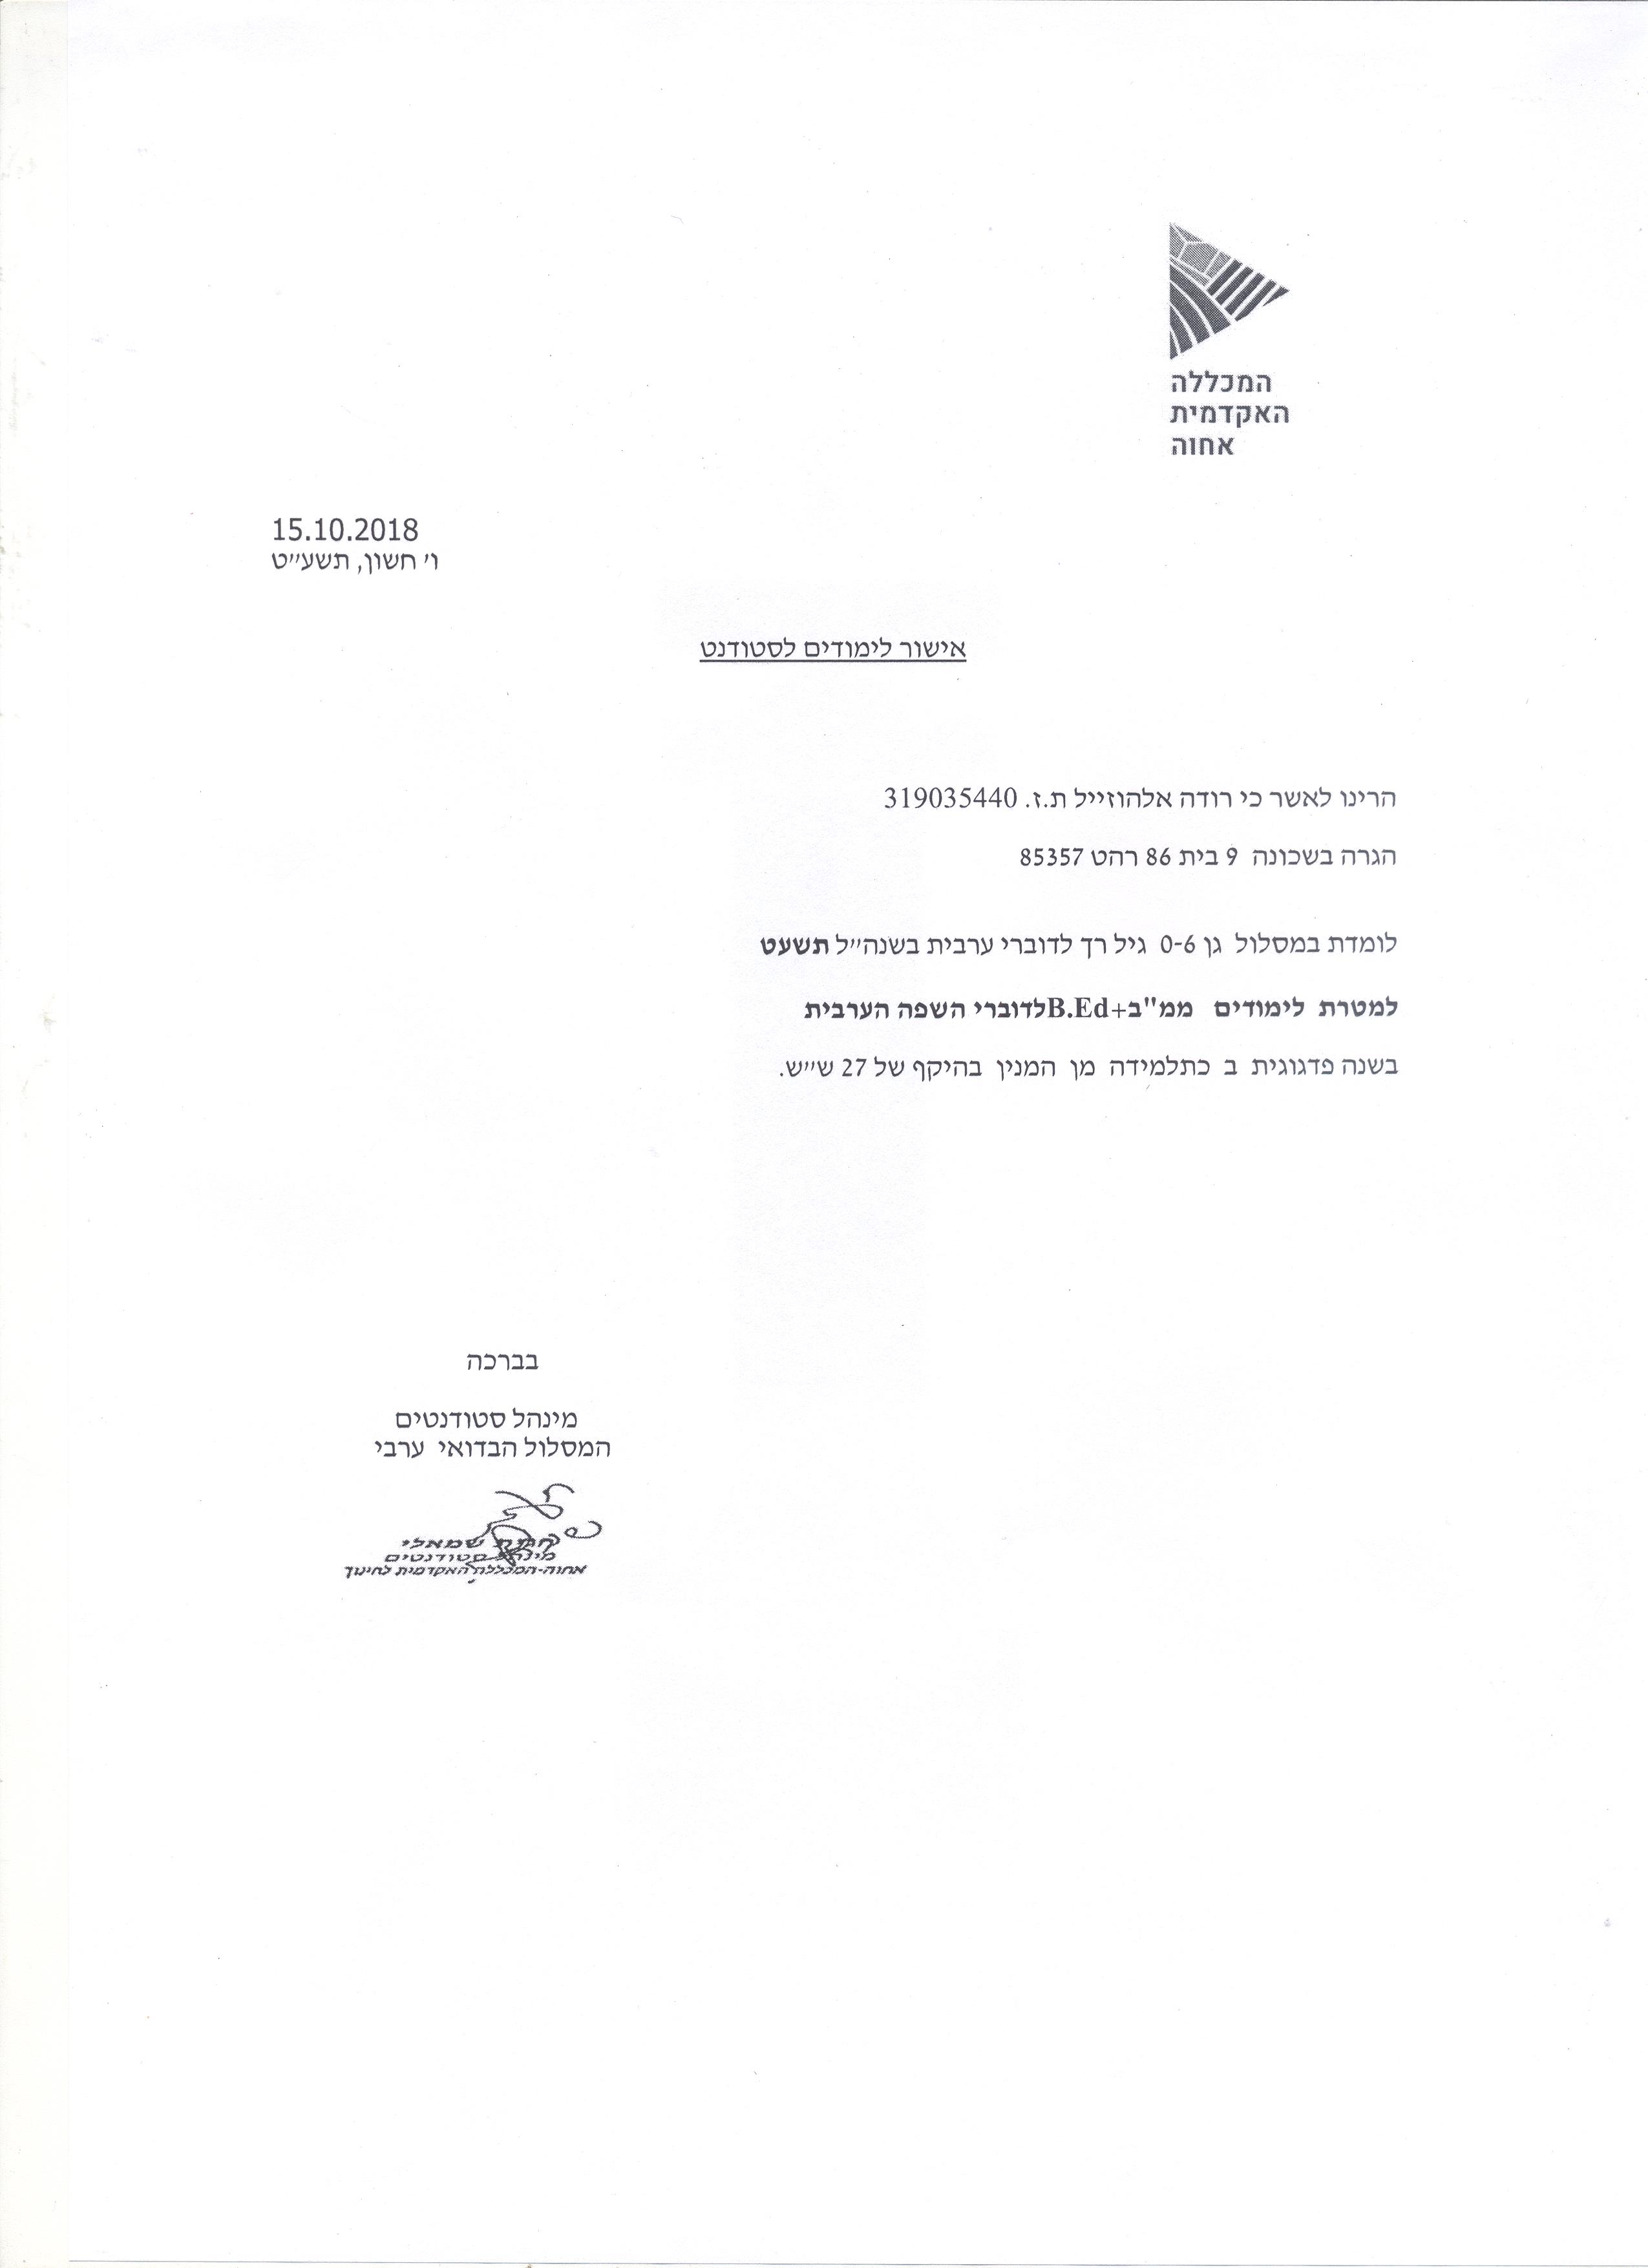 המכללה
האקדמית
אחוה
15.10.2018
ו' חשון, תשע"ט
אישור לימודים לסטודנט
הרינו לאשר כי רודה אלהוזייל ת.ז. 319035440
הגרה בשכונה 9 בית 86 רהט 85357
לומדת במסלול גן 0-6 גיל רך לדוברי ערבית בשנה"ל תשעט
למטרת לימודים ממ"ב+B.Edלדוברי השפה הערבית
בשנה פדגוגית ב כתלמידה מן המנין בהיקף של 27 ש"ש.
בברכה
מינהל סטודנטים
המסלול הבדואי ערבי
שמאלי
מינהל סטודנטים
אחוה-המכללה האקדמית לחינוך